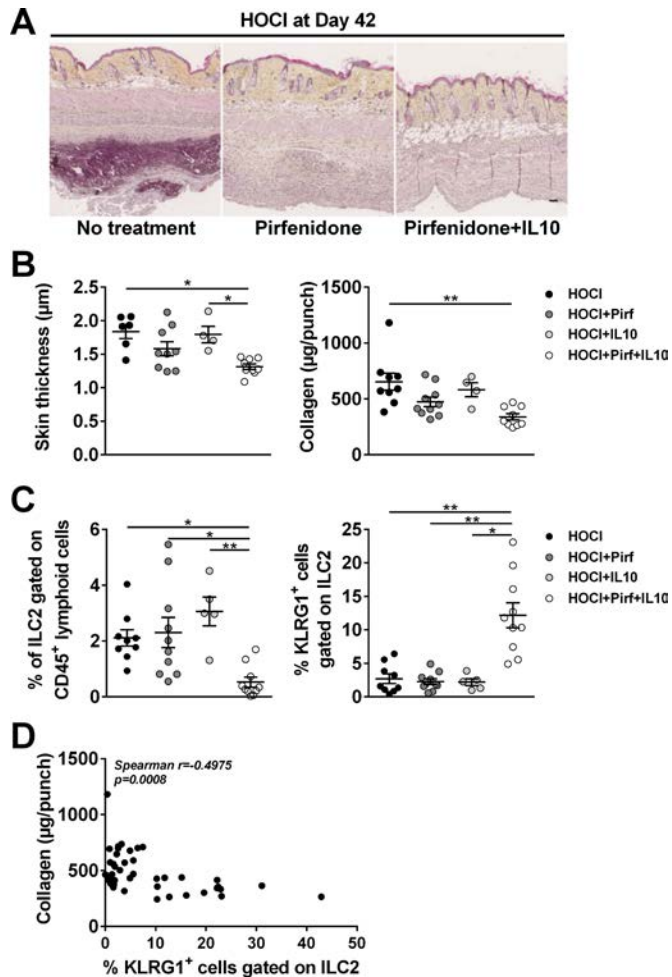 A
HOCl at Day 42
No treatment
Pirfenidone
Pirfenidone+IL10
B
Skin thickness (µm)
2.5
2.0
1.5
1.0
0.5
0.0
*
*
Collagen (µg/punch)
1500
1000
500
0
**
HOCl
HOCl+Pirf
HOCl+IL10
HOCl+Pirf+IL10
C
% of ILC2 gated on
CD45+ lymphoid cells
6
4
2
0
*
*
**
% KLRG1+ cells
gated on ILC2
25
20
15
10
5
0
**
**
*
HOCl
HOCl+Pirf
HOCl+IL10
HOCl+Pirf+IL10
D
Collagen (µg/punch)
1500
1000
500
0
Spearman r=-0.4975
p=0.0008
0 10 20 30 40 50
% KLRG1+ cells gated on ILC2